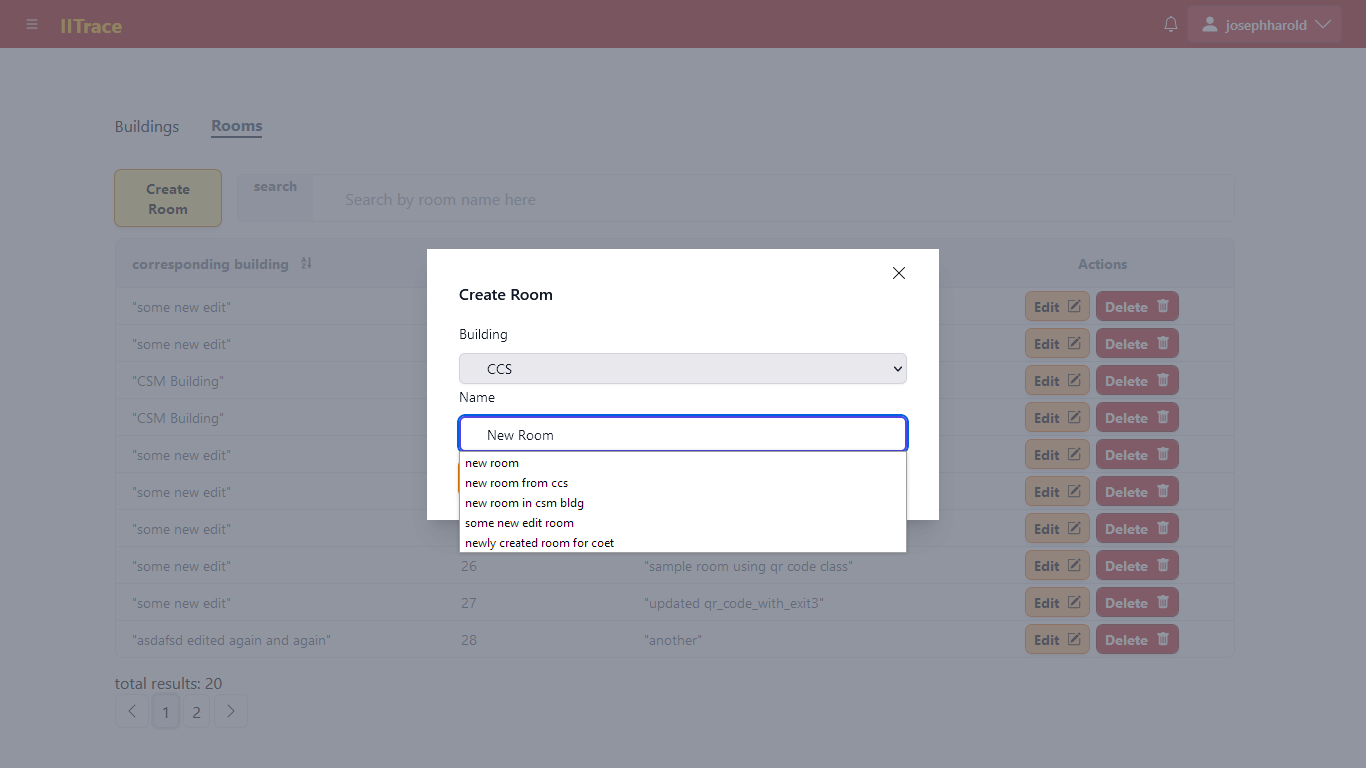 IITrace
josephharold
Buildings
Rooms
Create
Room
search
Search by room name here
corresponding building
Actions
"some new edit"
Edit
Delete
"some new edit"
Edit
Delete
"CSM Building"
Edit
Delete
"CSM Building"
Edit
Delete
"some new edit"
Edit
Delete
"some new edit"
Edit
Delete
"some new edit"
Edit
Delete
"some new edit"
26
"sample room using qr code class"
Edit
Delete
"some new edit"
27
"updated qr_code_with_exit3"
Edit
Delete
"asdafsd edited again and again"
28
"another"
Edit
Delete
total results: 20
1
2
Create Room
Building
CCS
Name
New Room
new room
new room from ccs
new room in csm bldg
some new edit room
newly created room for coet